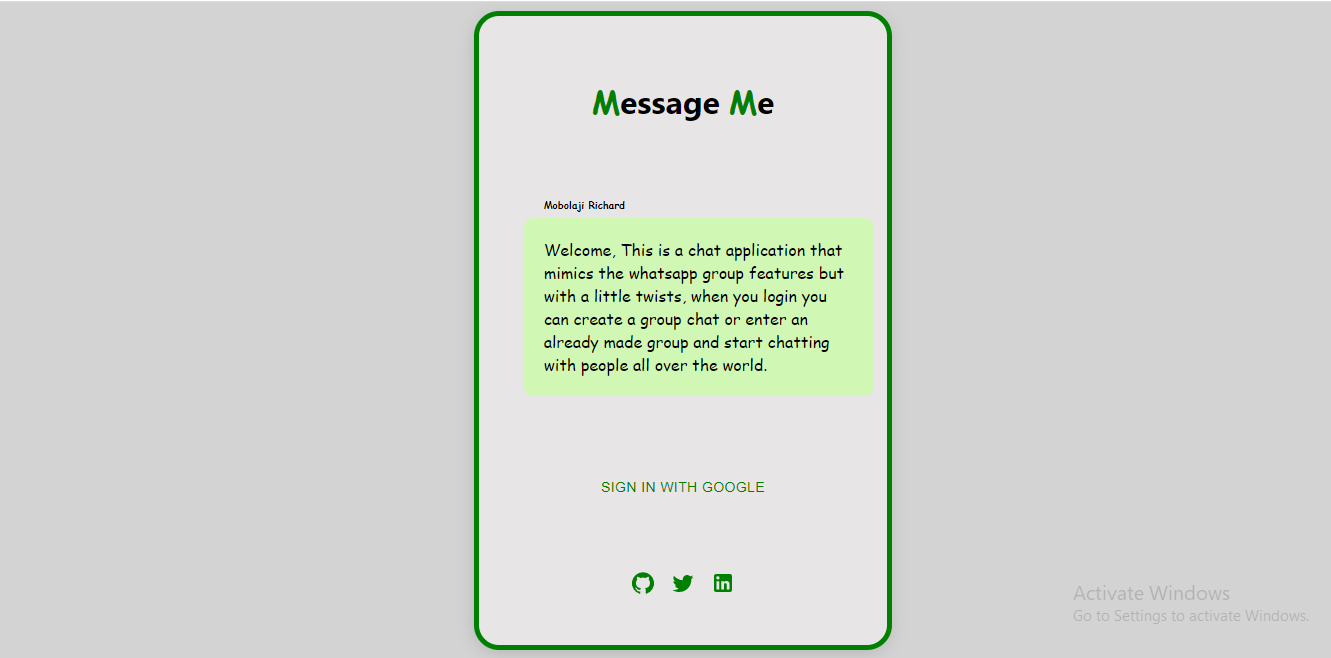 Message Me
Mobolaji Richard
Welcome, This is a chat application that
mimics the whatsapp group features but
with a little twists, when you login you
can create a group chat or enter an
already made group and start chatting
with people all over the world.
SIGN IN WITH GOOGLE
in
Activate Windows
Go to Settings to activate Windows.